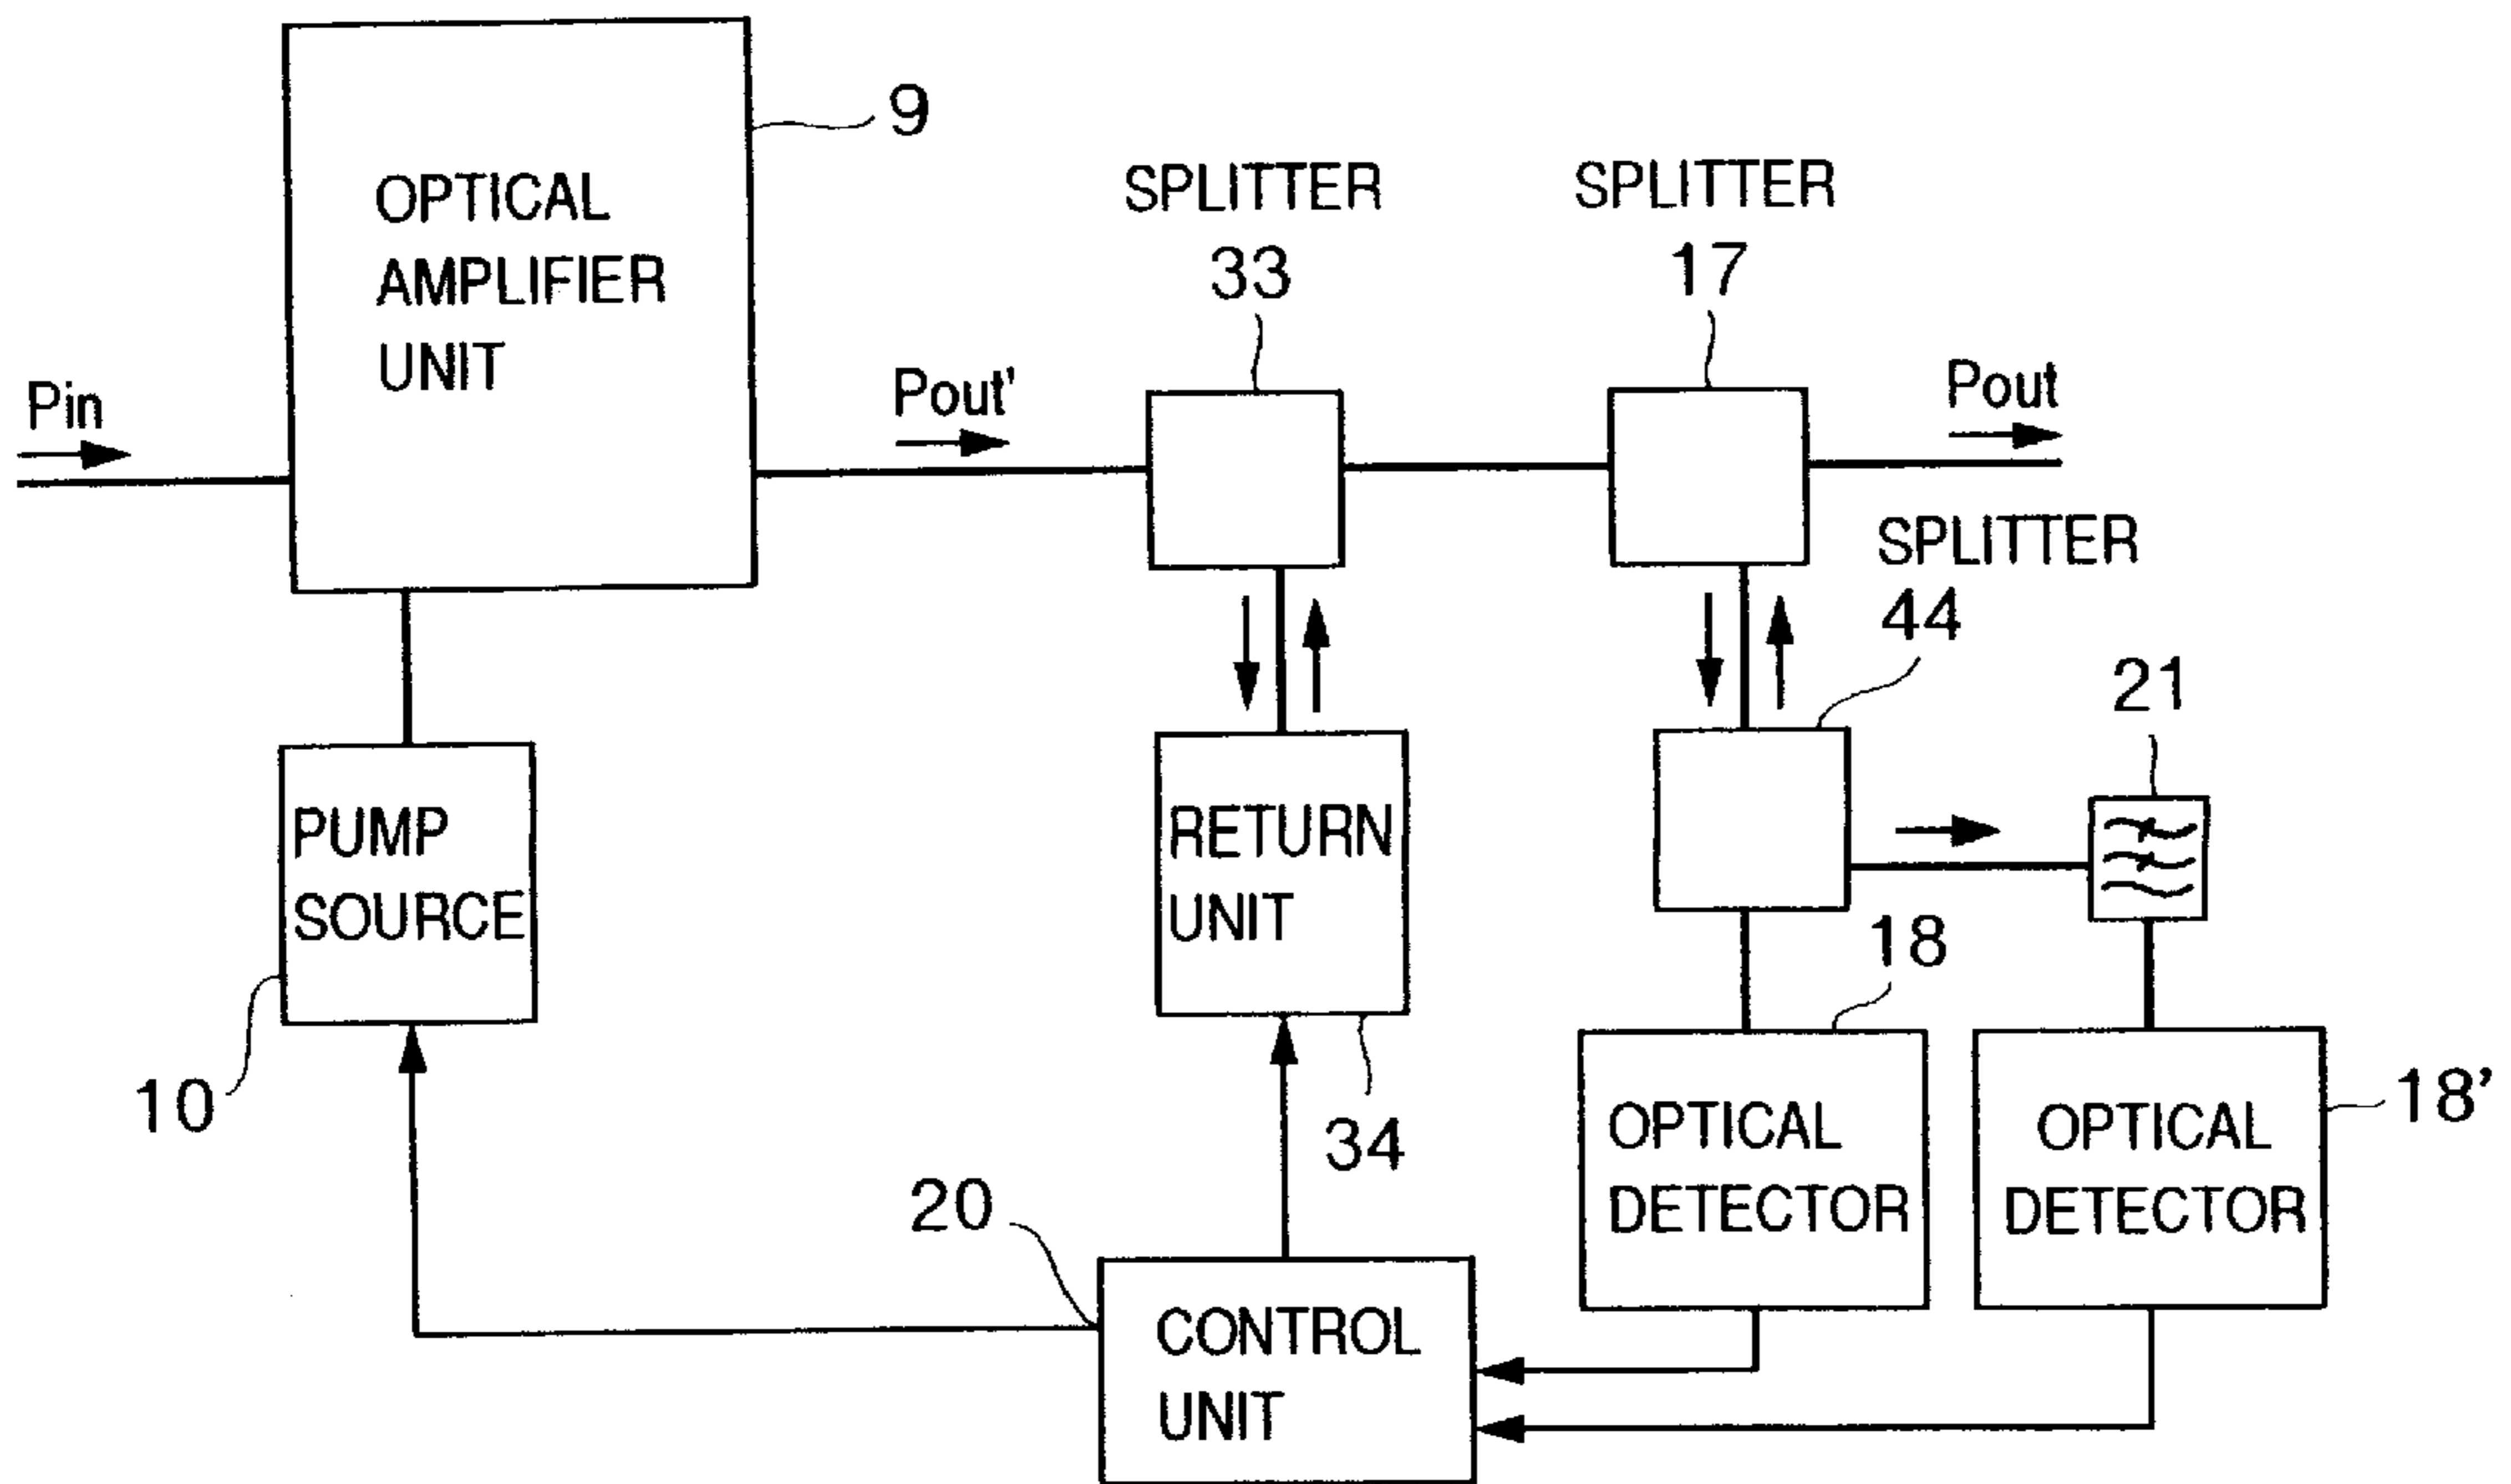 9
OPTICAL
AMPLIFIER
UNIT
SPLITTER
33
SPLITTER
17
Pin
Pout'
Pout
SPLITTER
44
21
PUMP
SOURCE
10
RETURN
UNIT
34
18
OPTICAL
DETECTOR
18'
OPTICAL
DETECTOR
20
CONTROL
UNIT